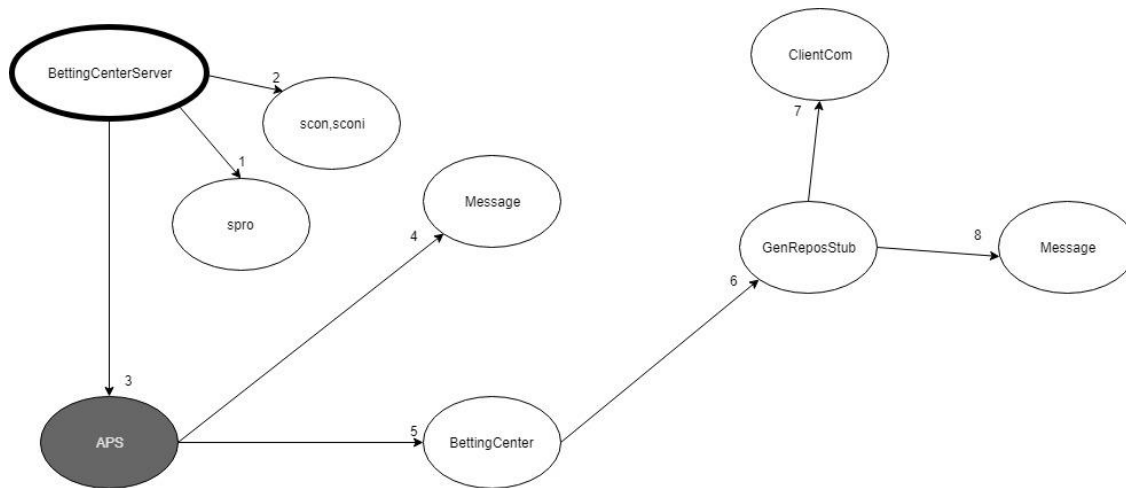 BettingCenterServer
2
scon,sconi
1
spro
3
APS
4
Message
5
BettingCenter
6
GenReposStub
7
ClientCom
8
Message